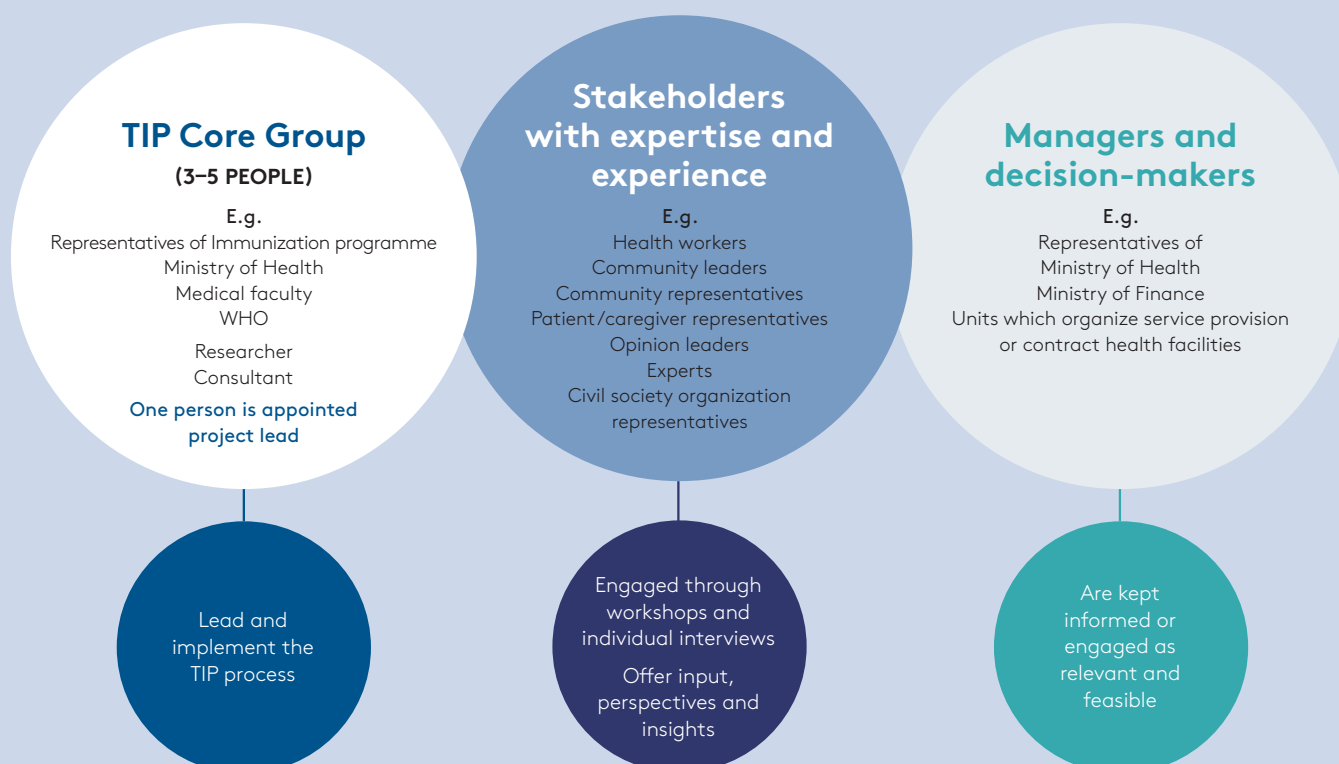 TIP Core Group
(3–5 PEOPLE)
E.g.
Representatives of Immunization programme
Ministry of Health
Medical faculty
WHO
Researcher
Consultant
One person is appointed
project lead
Lead and
implement the
TIP process
Stakeholders
with expertise and
experience
E.g.
Health workers
Community leaders
Community representatives
Patient/caregiver representatives
Opinion leaders
Experts
Civil society organization
representatives
Engaged through
workshops and
individual interviews
Offer input,
perspectives and
insights
Managers and
decision-makers
E.g.
Representatives of
Ministry of Health
Ministry of Finance
Units which organize service provision
or contract health facilities
Are kept
informed or
engaged as
relevant and
feasible